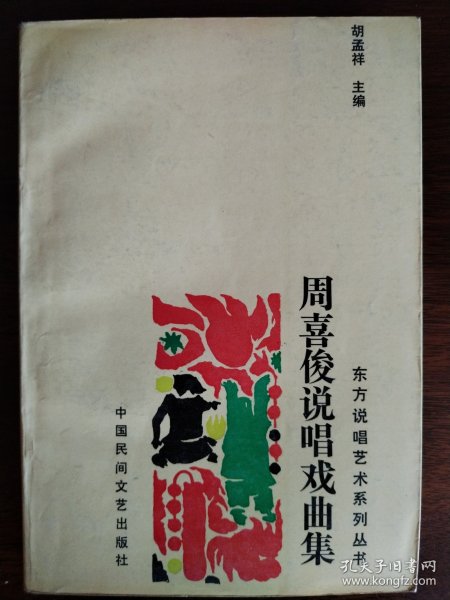 胡孟祥 主编
东方说唱艺术系列丛书
周喜俊说唱戏曲集
中国民间文艺出版社
孔夫子旧书网
www.kongfz.com